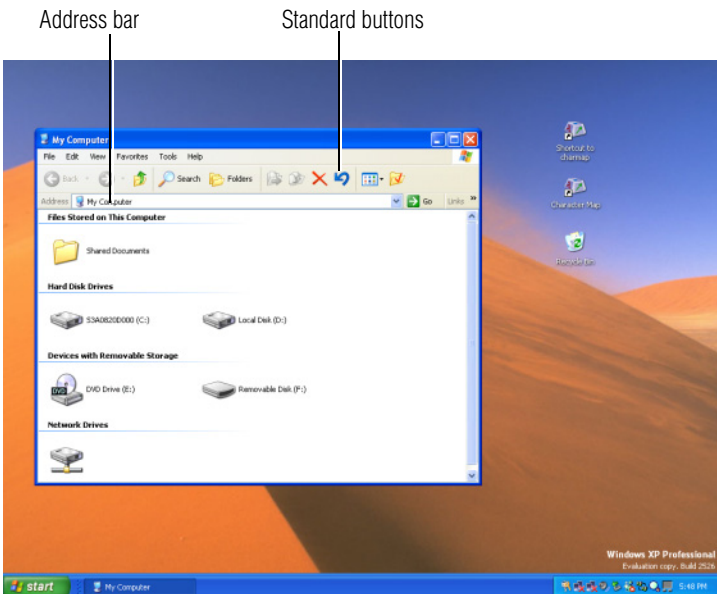 Address bar
Standard buttons
My Computer
File Edit View Favorites Tools Help
Back
Search
Folders
Address
My Computer
Go
Links
Files Stored on This Computer
Shared Documents
Hard Disk Drives
S3A0820D000 (C:)
Local Disk (D:)
Devices with Removable Storage
DVD
DVD Drive (E:)
Removable Disk (F:)
Network Drives
Shortcut to
charmap
Character Map
Recycle Bin
Windows XP Professional
Evaluation copy. Build 2526
start
My Computer
5:48 PM